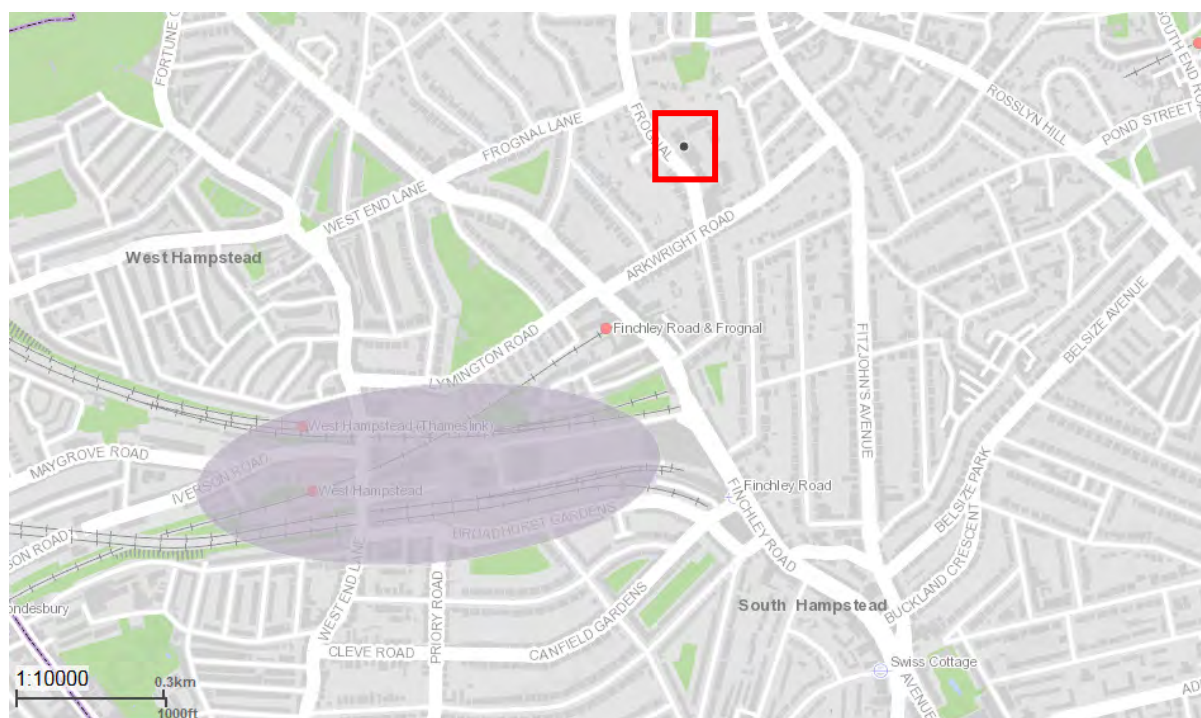 FORTUNE G
SOUTH END RO
ROSSLYN HILL
POND STREET
FROGNAL LANE
FROGNAL
WEST END LANE
West Hampstead
ARKWRIGHT ROAD
BELSIZE AVENUE
Finchley Road & Frognal
FITZJOHN'S AVENUE
LYMINGTON ROAD
West Hampstead (Thameslink)
MAYGROVE ROAD
IVERSON ROAD
West Hampstead
Finchley Road
BROADHURST GARDENS
FINCHLEY ROAD
BELSIZE PARK
SON ROAD
WEST END LANE
PRIORY ROAD
BUCKLAND CRESCENT
ondesbury
South Hampstead
CANFIELD GARDENS
CLEVE ROAD
Swiss Cottage
AVENUE
AD
1:10000
0.3km
1000ft